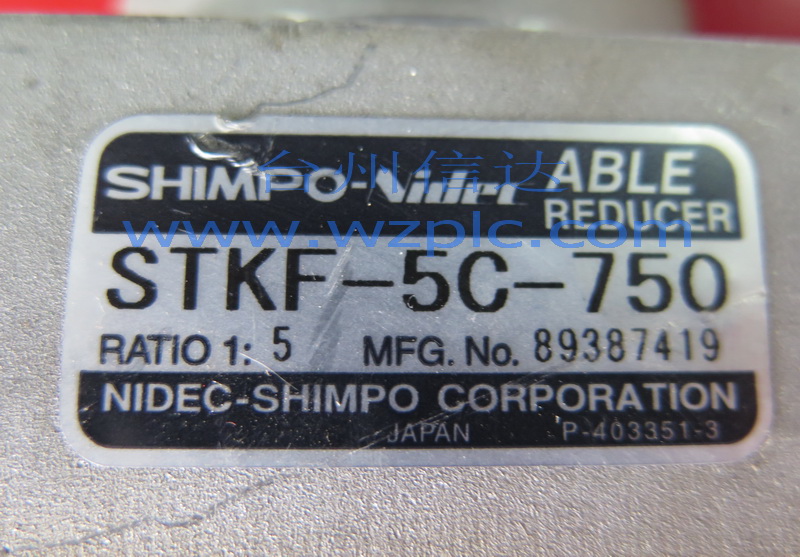 台州信达
www.wzplc.com
SHIMPO-Nidec ABLE REDUCER
STKF-5C-750
RATIO 1: 5 MFG. No. 89387419
NIDEC-SHIMPO CORPORATION
JAPAN P-403351-3